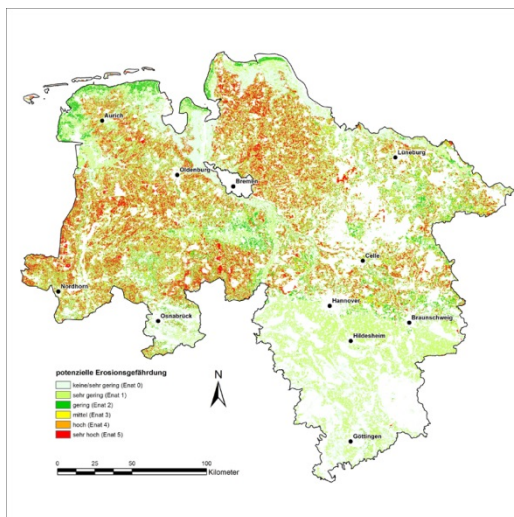 Aurich
Lüneburg
Oldenburg
Bremen
Celle
Nordhorn
Hannover
Osnabrück
Braunschweig
Hildesheim
Göttingen
potenzielle Erosionsgefährdung
keine/sehr gering (Enat 0)
sehr gering (Enat 1)
gering (Enat 2)
mittel (Enat 3)
hoch (Enat 4)
sehr hoch (Enat 5)
N
0 25 50 100
Kilometer